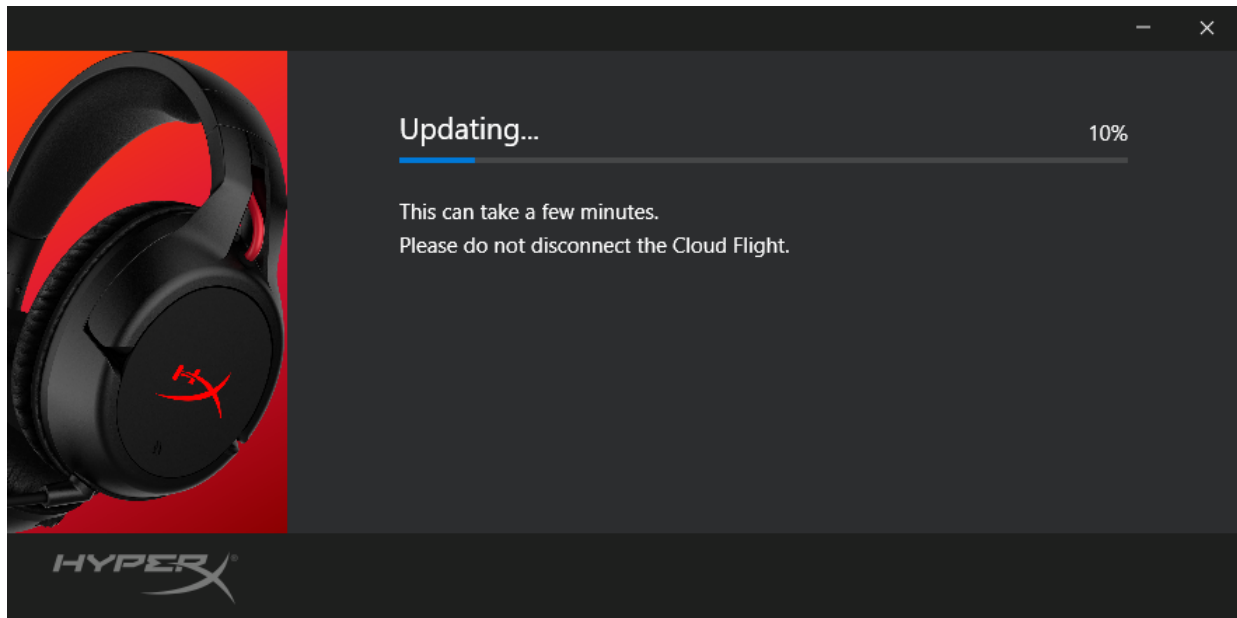 Updating...
10%
This can take a few minutes.
Please do not disconnect the Cloud Flight.
HYPERX®